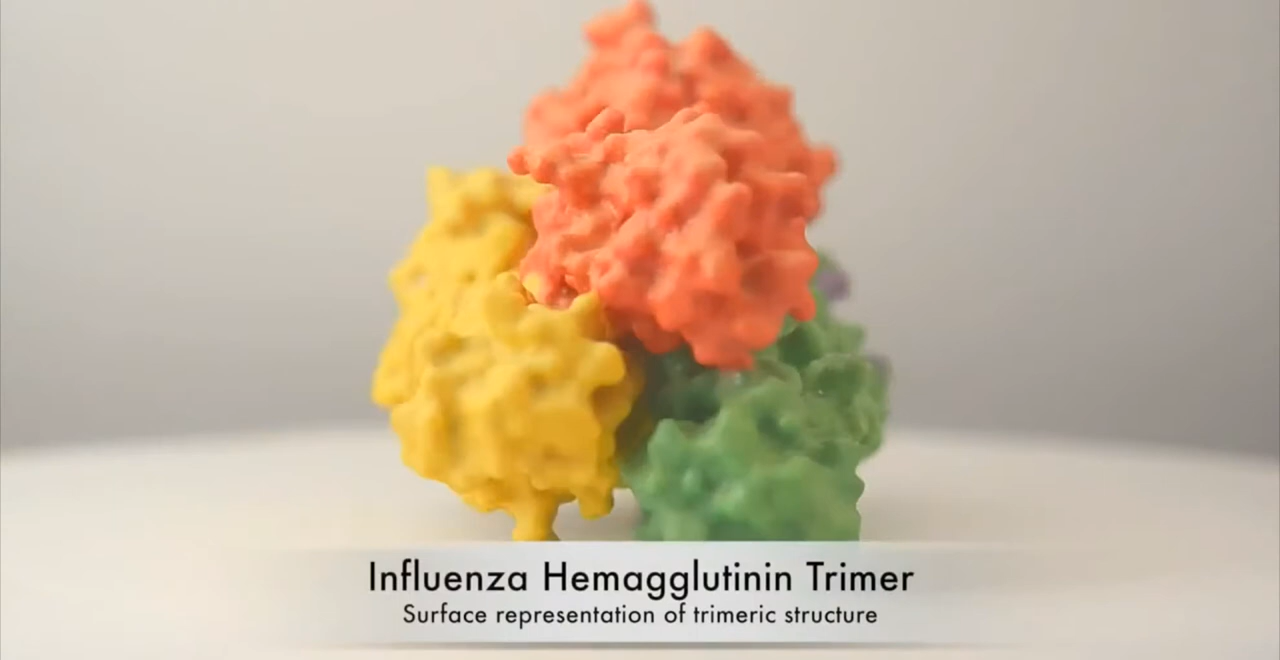 Influenza Hemagglutinin Trimer
Surface representation of trimeric structure